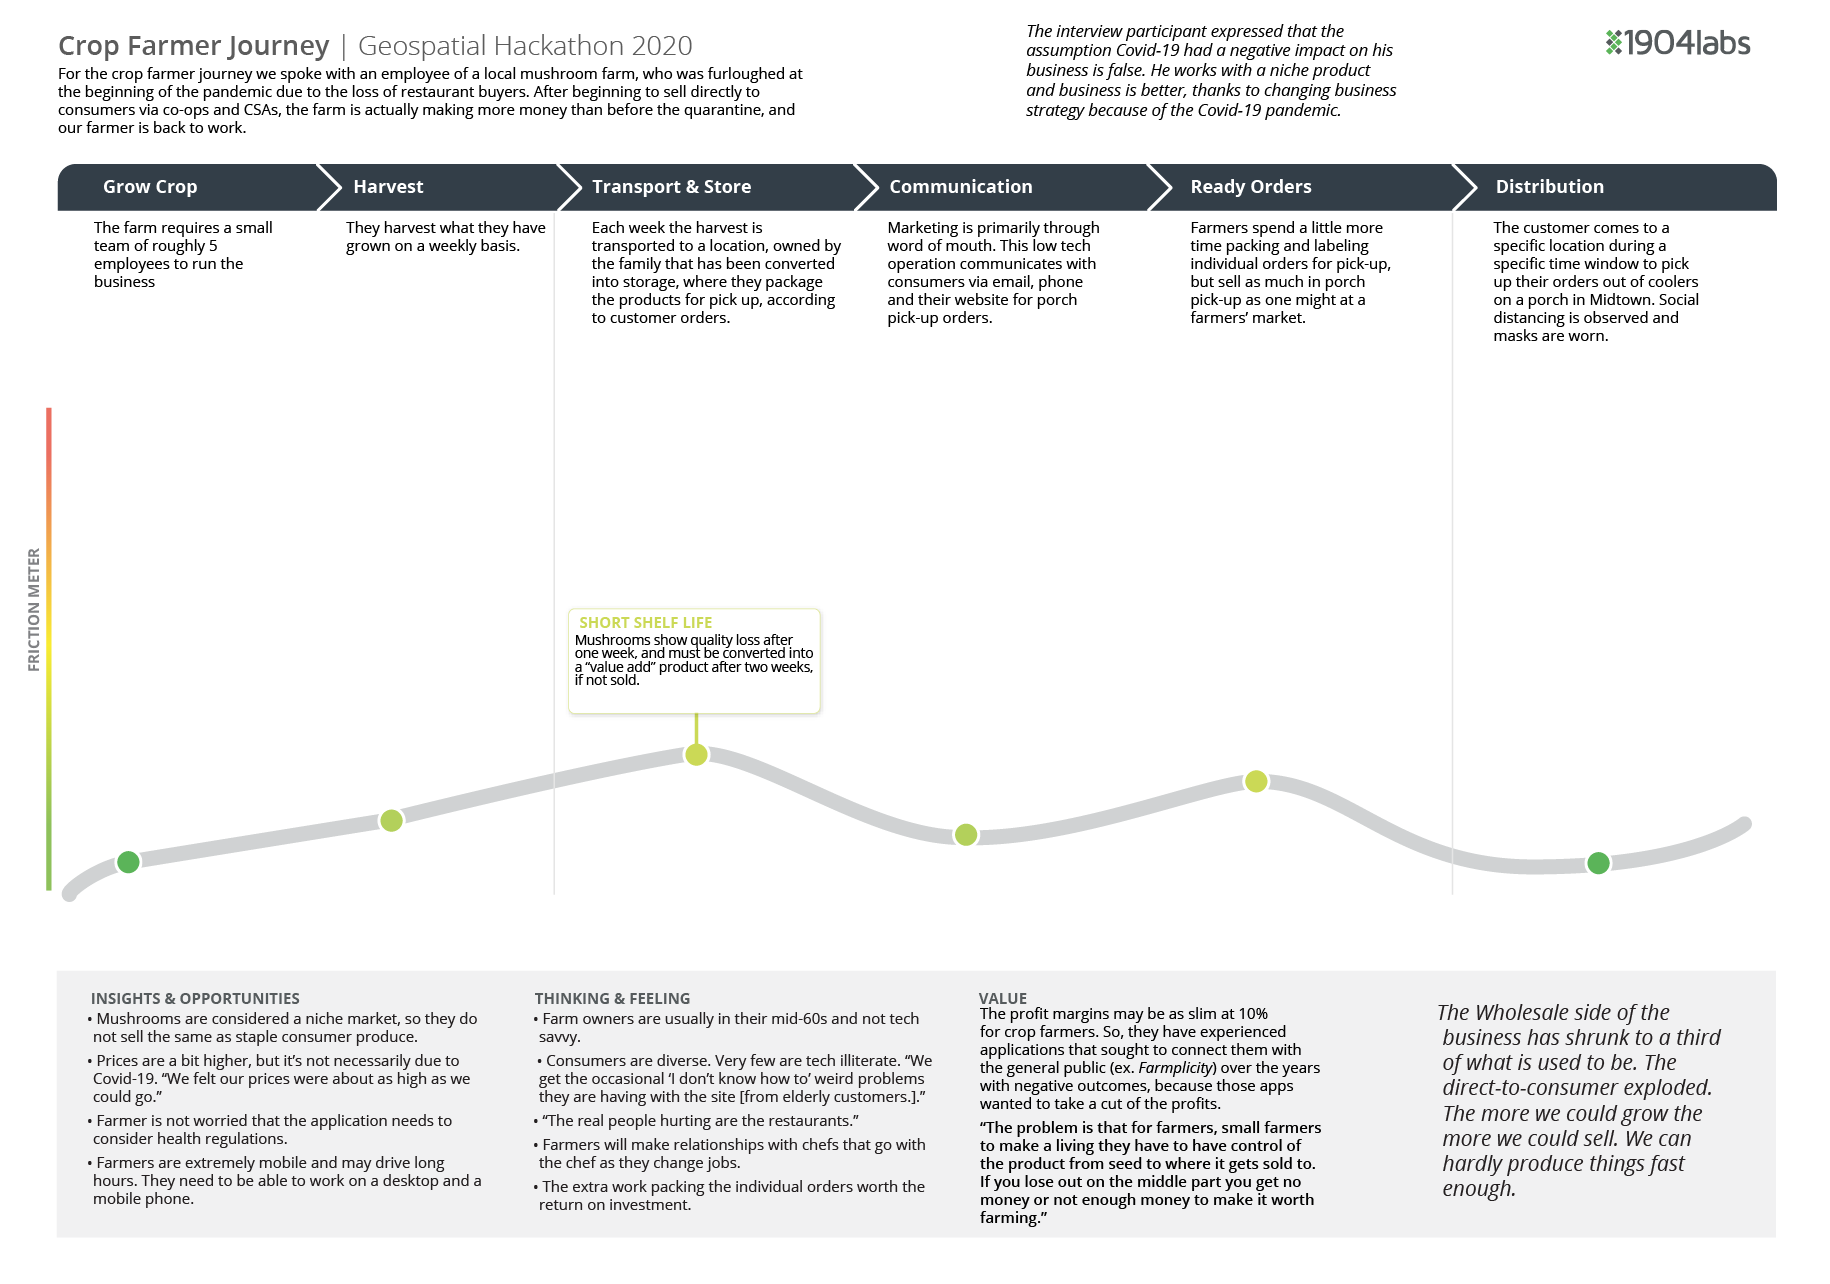 Crop Farmer Journey | Geospatial Hackathon 2020
For the crop farmer journey we spoke with an employee of a local mushroom farm, who was furloughed at
the beginning of the pandemic due to the loss of restaurant buyers. After beginning to sell directly to
consumers via co-ops and CSAs, the farm is actually making more money than before the quarantine, and
our farmer is back to work.
The interview participant expressed that the
assumption Covid-19 had a negative impact on his
business is false. He works with a niche product
and business is better, thanks to changing business
strategy because of the Covid-19 pandemic.
1904labs
Grow Crop
Harvest
Transport & Store
Communication
Ready Orders
Distribution
The farm requires a small
team of roughly 5
employees to run the
business
They harvest what they have
grown on a weekly basis.
Each week the harvest is
transported to a location, owned by
the family that has been converted
into storage, where they package
the products for pick up, according
to customer orders.
Marketing is primarily through
word of mouth. This low tech
operation communicates with
consumers via email, phone
and their website for porch
pick-up orders.
Farmers spend a little more
time packing and labeling
individual orders for pick-up,
but sell as much in porch
pick-up as one might at a
farmers’ market.
The customer comes to a
specific location during a
specific time window to pick
up their orders out of coolers
on a porch in Midtown. Social
distancing is observed and
masks are worn.
FRICTION METER
SHORT SHELF LIFE
Mushrooms show quality loss after
one week, and must be converted into
a “value add” product after two weeks,
if not sold.
INSIGHTS & OPPORTUNITIES
• Mushrooms are considered a niche market, so they do
not sell the same as staple consumer produce.
• Prices are a bit higher, but it’s not necessarily due to
Covid-19. “We felt our prices were about as high as we
could go.”
• Farmer is not worried that the application needs to
consider health regulations.
• Farmers are extremely mobile and may drive long
hours. They need to be able to work on a desktop and a
mobile phone.
THINKING & FEELING
• Farm owners are usually in their mid-60s and not tech
savvy.
• Consumers are diverse. Very few are tech illiterate. “We
get the occasional ‘I don’t know how to’ weird problems
they are having with the site [from elderly customers.].”
• “The real people hurting are the restaurants.”
• Farmers will make relationships with chefs that go with
the chef as they change jobs.
• The extra work packing the individual orders worth the
return on investment.
VALUE
The profit margins may be as slim at 10%
for crop farmers. So, they have experienced
applications that sought to connect them with
the general public (ex. Farmplicity) over the years
with negative outcomes, because those apps
wanted to take a cut of the profits.
“The problem is that for farmers, small farmers
to make a living they have to have control of
the product from seed to where it gets sold to.
If you lose out on the middle part you get no
money or not enough money to make it worth
farming.”
The Wholesale side of the
business has shrunk to a third
of what is used to be. The
direct-to-consumer exploded.
The more we could grow the
more we could sell. We can
hardly produce things fast
enough.